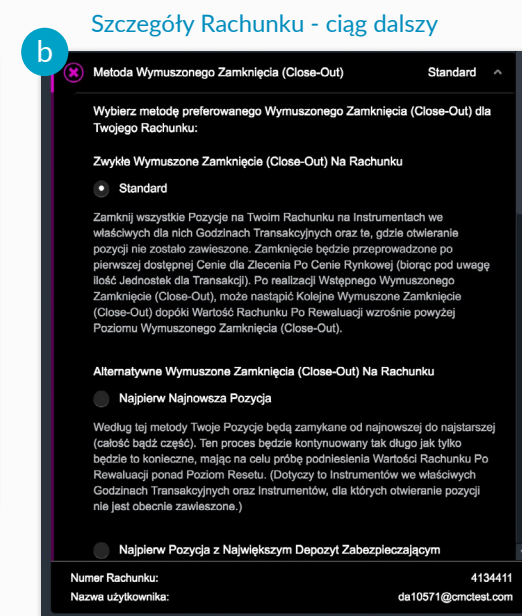 Szczegóły Rachunku - ciąg dalszy
b
Metoda Wymuszonego Zamknięcia (Close-Out) Standard
Wybierz metodę preferowanego Wymuszonego Zamknięcia (Close-Out) dla
Twojego Rachunku:
Zwykłe Wymuszone Zamknięcie (Close-Out) Na Rachunku
Standard
Zamknij wszystkie Pozycje na Twoim Rachunku na Instrumentach we
właściwych dla nich Godzinach Transakcyjnych oraz te, gdzie otwieranie
pozycji nie zostało zawieszone. Zamknięcie będzie przeprowadzone po
pierwszej dostępnej Cenie dla Zlecenia Po Cenie Rynkowej (biorąc pod uwagę
ilość Jednostek dla Transakcji). Po realizacji Wstępnego Wymuszonego
Zamknięcie (Close-Out), może nastąpić Kolejne Wymuszone Zamknięcie
(Close-Out) dopóki Wartość Rachunku Po Rewaluacji wzrośnie powyżej
Poziomu Wymuszonego Zamknięcia (Close-Out).
Alternatywne Wymuszone Zamknięcia (Close-Out) Na Rachunku
Najpierw Najnowsza Pozycja
Według tej metody Twoje Pozycje będą zamykane od najnowszej do najstarszej
(całość bądź część). Ten proces będzie kontynuowany tak długo jak tylko
będzie to konieczne, mając na celu próbę podniesienia Wartości Rachunku Po
Rewaluacji ponad Poziom Resetu. (Dotyczy to Instrumentów we właściwych
Godzinach Transakcyjnych oraz Instrumentów, dla których otwieranie pozycji
nie jest obecnie zawieszone.)
Najpierw Pozycja z Największym Depozyt Zabezpieczającym
Numer Rachunku: 4134411
Nazwa użytkownika: da10571@cmctest.com